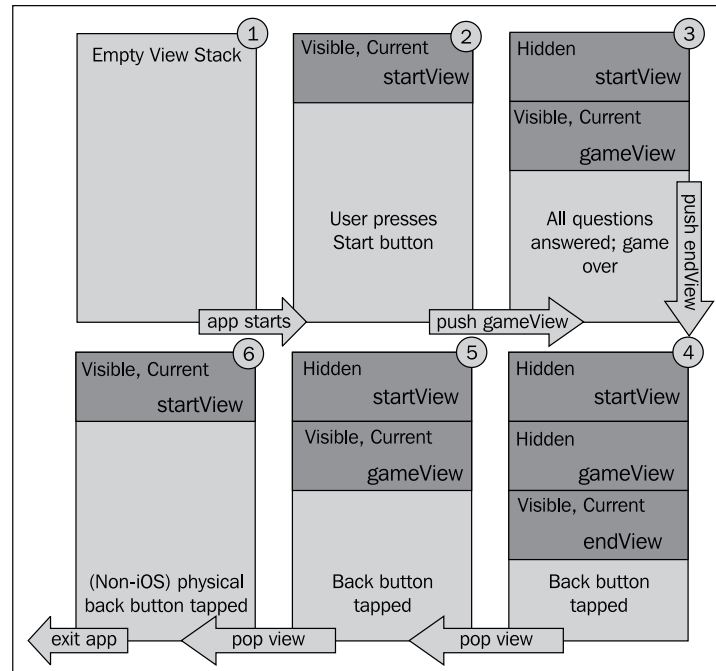 1
Empty View Stack
app starts
2
Visible, Current
startView
User presses
Start button
push gameView
3
Hidden
startView
Visible, Current
gameView
All questions
answered; game
over
push endView
6
Visible, Current
startView
(Non-iOS) physical
back button tapped
exit app
5
Hidden
startView
Visible, Current
gameView
Back button
tapped
pop view
4
Hidden
startView
Hidden
gameView
Visible, Current
endView
Back button
tapped
pop view